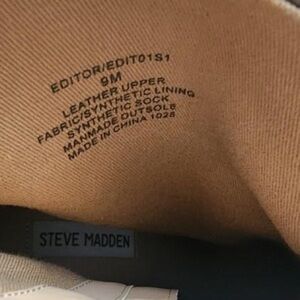 EDITOR/EDIT01S1
9M
LEATHER UPPER
FABRIC/SYNTHETIC LINING
SYNTHETIC SOCK
MANMADE OUTSOLE
MADE IN CHINA 1028
STEVE MADDEN